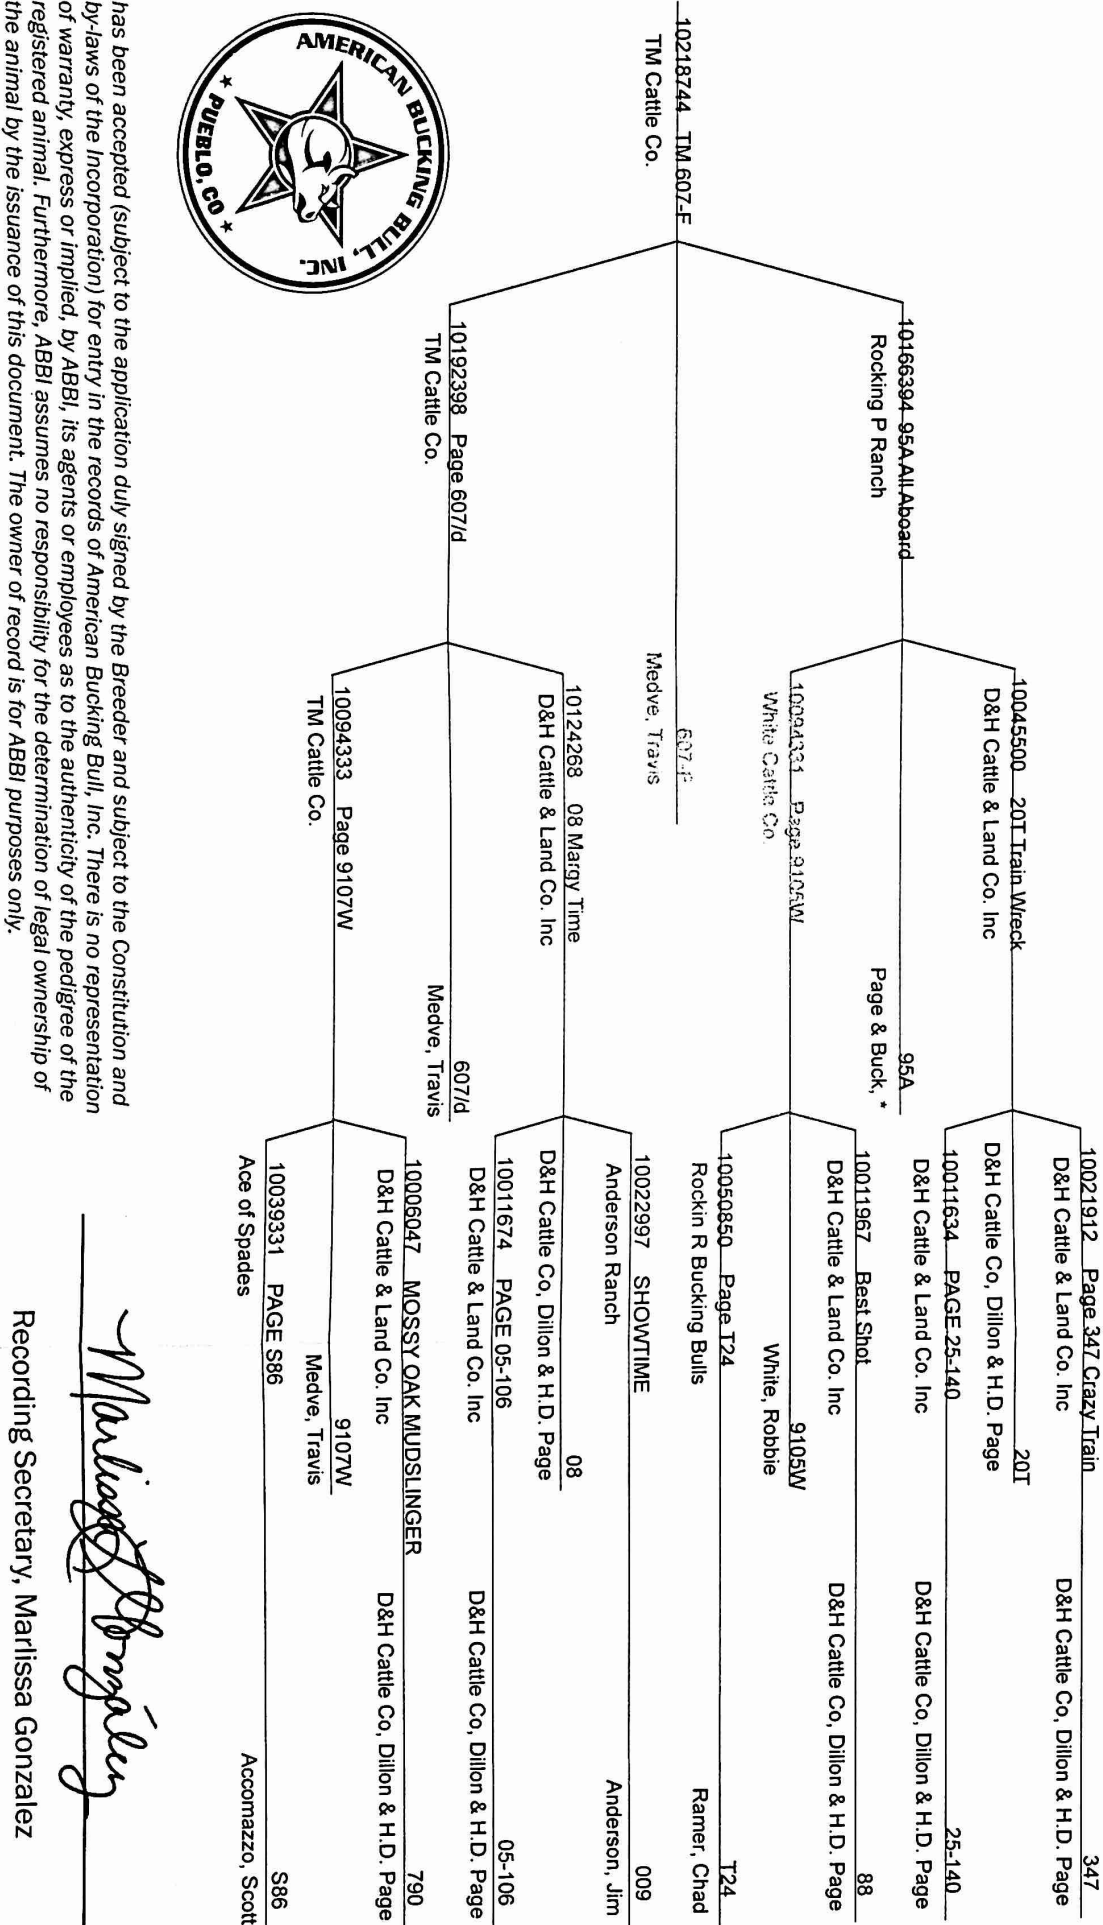 10218744 TM 607-F
TM Cattle Co.
607-F
Medve, Travis
10166394 95A All Aboard
Rocking P Ranch
95A
Page & Buck, *
10192398 Page 607/d
TM Cattle Co.
607/d
Medve, Travis
10045500 20T Train Wreck
D&H Cattle & Land Co. Inc
20T
D&H Cattle Co, Dillon & H.D. Page
10094331 Page 9105W
White Cattle Co.
9105W
White, Robbie
10124268 08 Margy Time
D&H Cattle & Land Co. Inc
08
D&H Cattle Co, Dillon & H.D. Page
10094333 Page 9107W
TM Cattle Co.
9107W
Medve, Travis
10021912 Page 347 Crazy Train 347
D&H Cattle & Land Co. Inc D&H Cattle Co, Dillon & H.D. Page
10011634 PAGE 25-140 25-140
D&H Cattle & Land Co. Inc D&H Cattle Co, Dillon & H.D. Page
10011967 Best Shot 88
D&H Cattle & Land Co. Inc D&H Cattle Co, Dillon & H.D. Page
10050850 Page T24 T24
Rockin R Bucking Bulls Ramer, Chad
10022997 SHOWTIME 009
Anderson Ranch Anderson, Jim
10011674 PAGE 05-106 05-106
D&H Cattle & Land Co. Inc D&H Cattle Co, Dillon & H.D. Page
10006047 MOSSY OAK MUDSLINGER 790
D&H Cattle & Land Co. Inc D&H Cattle Co, Dillon & H.D. Page
10039331 PAGE S86 S86
Ace of Spades Accomazzo, Scott
AMERICAN BUCKING BULL, INC.
★ PUEBLO, CO ★
has been accepted (subject to the application duly signed by the Breeder and subject to the Constitution and
by-laws of the Incorporation) for entry in the records of American Bucking Bull, Inc. There is no representation
of warranty, express or implied, by ABBI, its agents or employees as to the authenticity of the pedigree of the
registered animal. Furthermore, ABBI assumes no responsibility for the determination of legal ownership of
the animal by the issuance of this document. The owner of record is for ABBI purposes only.
Marlissa Gonzalez
Recording Secretary, Marlissa Gonzalez